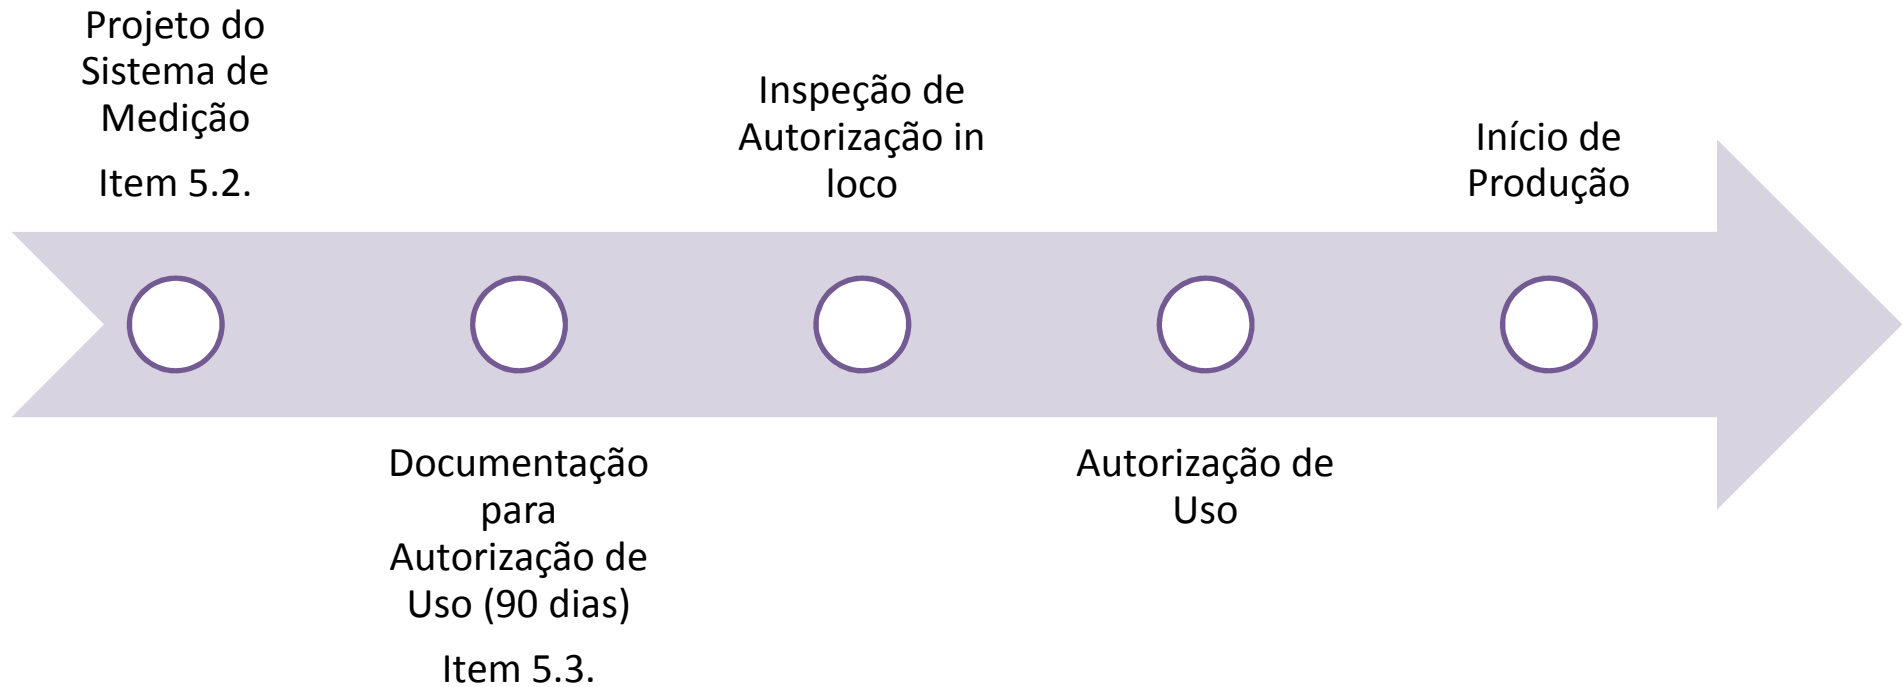 Projeto do
Sistema de
Medição
Item 5.2.
Documentação
para
Autorização de
Uso (90 dias)
Item 5.3.
Inspeção de
Autorização in
loco
Autorização de
Uso
Início de
Produção